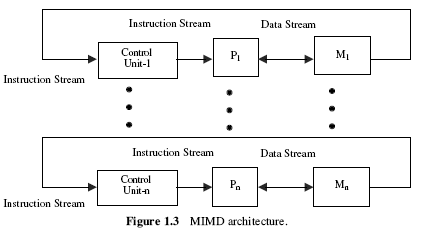 Instruction Stream Data Stream
Control
Unit-1
P1
M1
Instruction Stream
Instruction Stream Data Stream
Control
Unit-n
Pn
Mn
Instruction Stream
Figure 1.3 MIMD architecture.